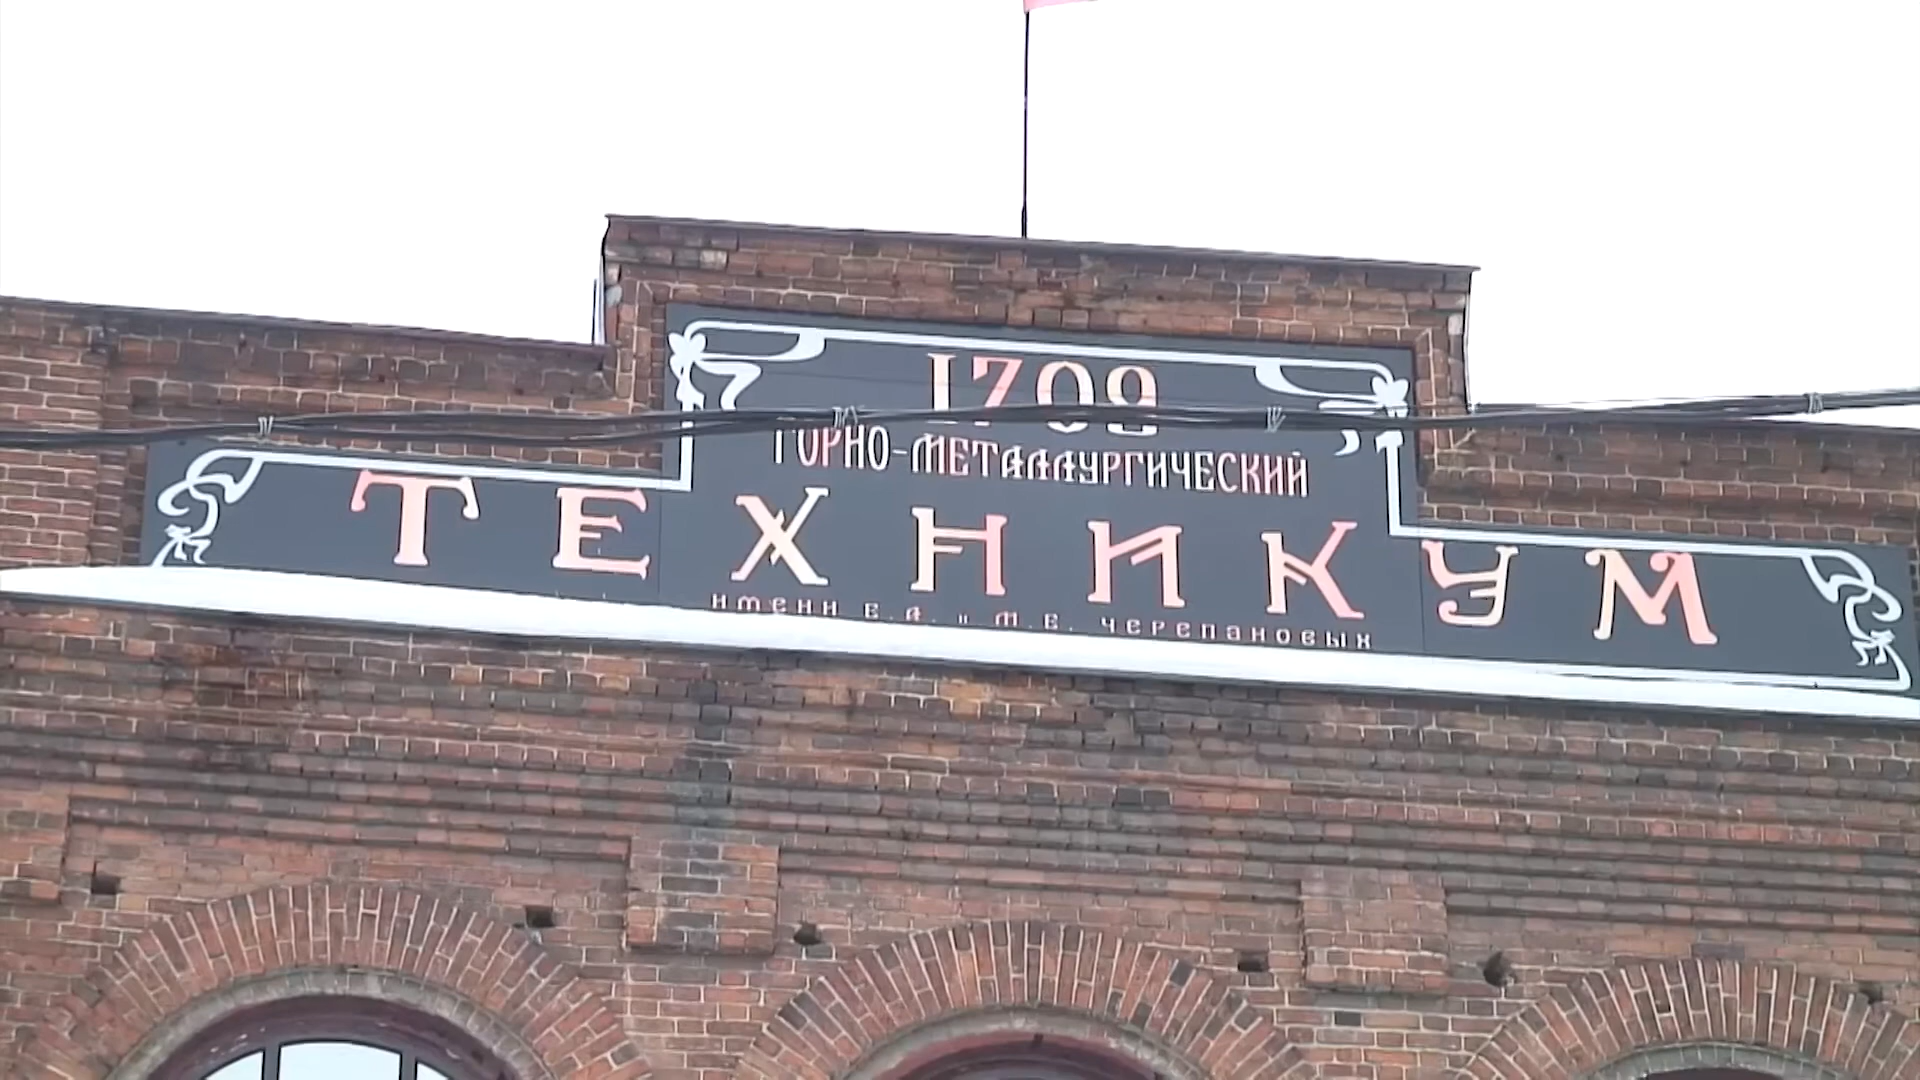 1709
ГОРНО-МЕТАЛЛУРГИЧЕСКИЙ
ТЕХНИКУМ
имени Е.А. и М.Е. Черепановых